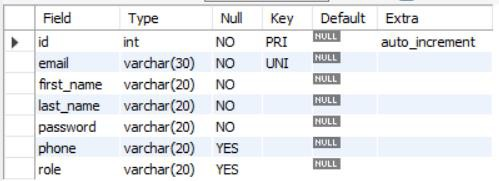 Field Type Null Key Default Extra
id int NO PRI NULL auto_increment
email varchar(30) NO UNI NULL
first_name varchar(20) NO NULL
last_name varchar(20) NO NULL
password varchar(20) NO NULL
phone varchar(20) YES NULL
role varchar(20) YES NULL